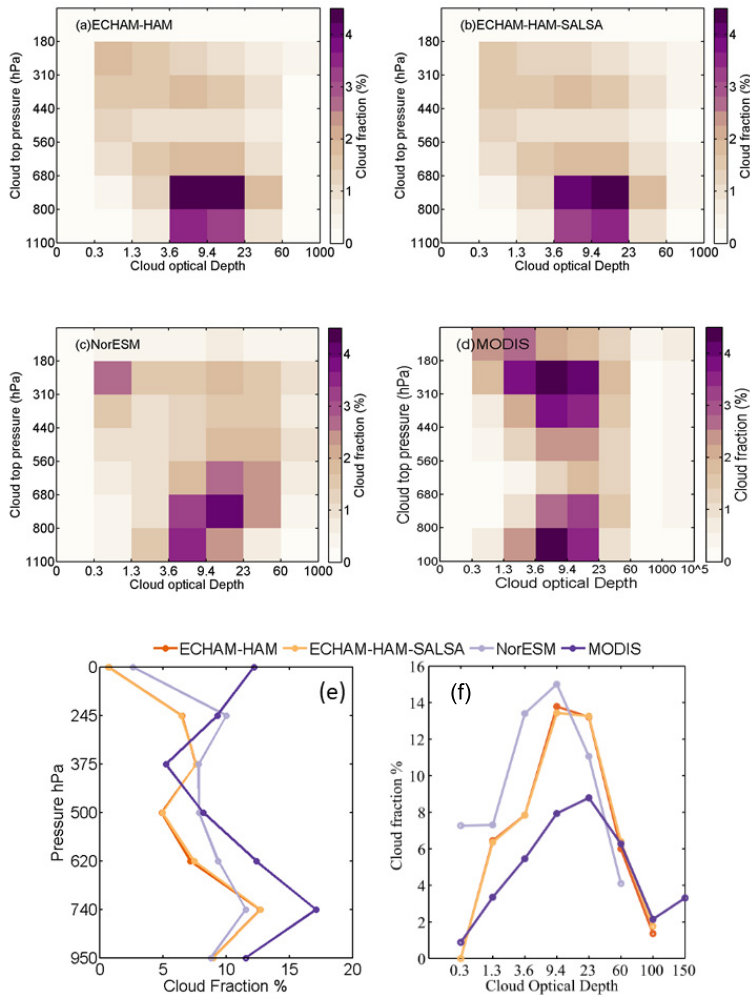 (a)ECHAM-HAM
Cloud top pressure (hPa)
180
310
440
560
680
800
1100
0 0.3 1.3 3.6 9.4 23 60 1000
Cloud optical Depth
4
3
2
1
0
Cloud fraction (%)
(b)ECHAM-HAM-SALSA
Cloud top pressure (hPa)
180
310
440
560
680
800
1100
0 0.3 1.3 3.6 9.4 23 60 1000
Cloud optical Depth
4
3
2
1
0
Cloud fraction (%)
(c)NorESM
Cloud top pressure (hPa)
180
310
440
560
680
800
1100
0 0.3 1.3 3.6 9.4 23 60 1000
Cloud optical Depth
4
3
2
1
0
Cloud fraction (%)
(d)MODIS
Cloud top pressure (hPa)
180
310
440
560
680
800
100
0 0.3 1.3 3.6 9.4 23 60 1000 10^5
Cloud optical Depth
4
3
2
1
0
Cloud fraction (%)
ECHAM-HAM ECHAM-HAM-SALSA NorESM MODIS
(e)
Pressure hPa
0
245
375
500
620
740
950
0 5 10 15 20
Cloud Fraction %
(f)
Cloud fraction %
16
14
12
10
8
6
4
2
0
0.3 1.3 3.6 9.4 23 60 100 150
Cloud Optical Depth